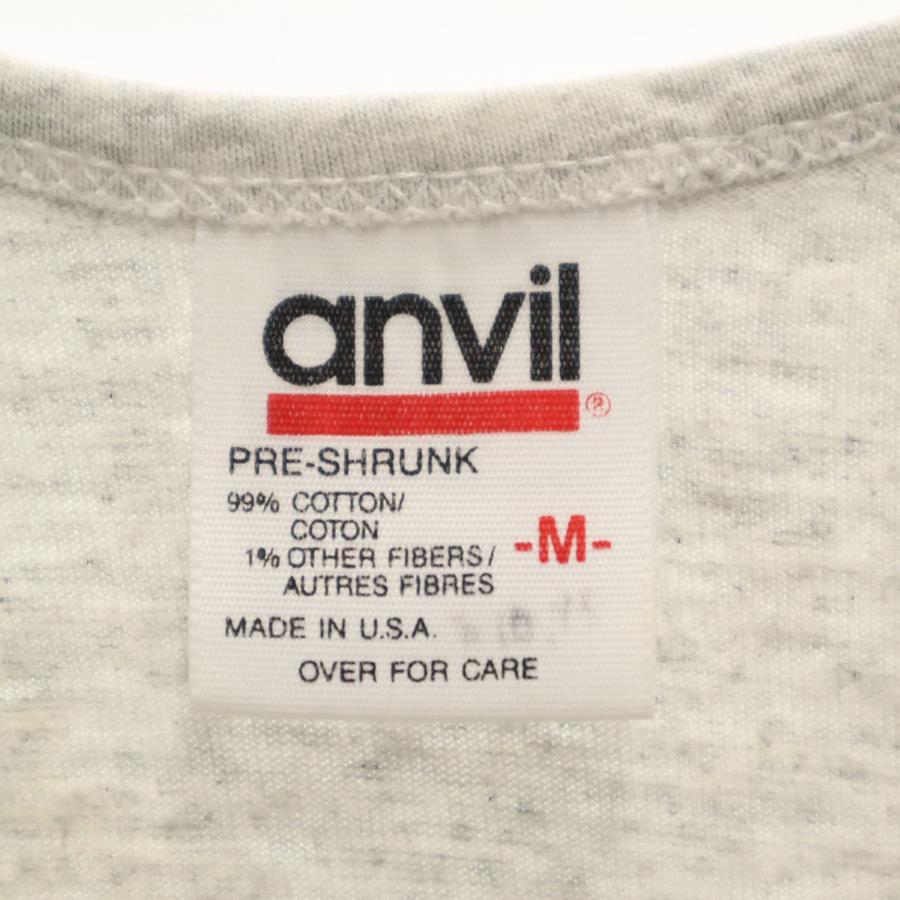 anvil®
PRE-SHRUNK
99% COTTON/
COTON
-M-
1% OTHER FIBERS/
AUTRES FIBRES
MADE IN U.S.A.
OVER FOR CARE